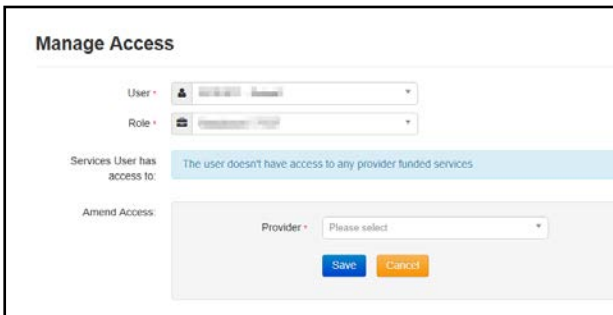 Manage Access
User *
Role *
Services User has access to:
The user doesn't have access to any provider funded services
Amend Access:
Provider * Please select
Save Cancel